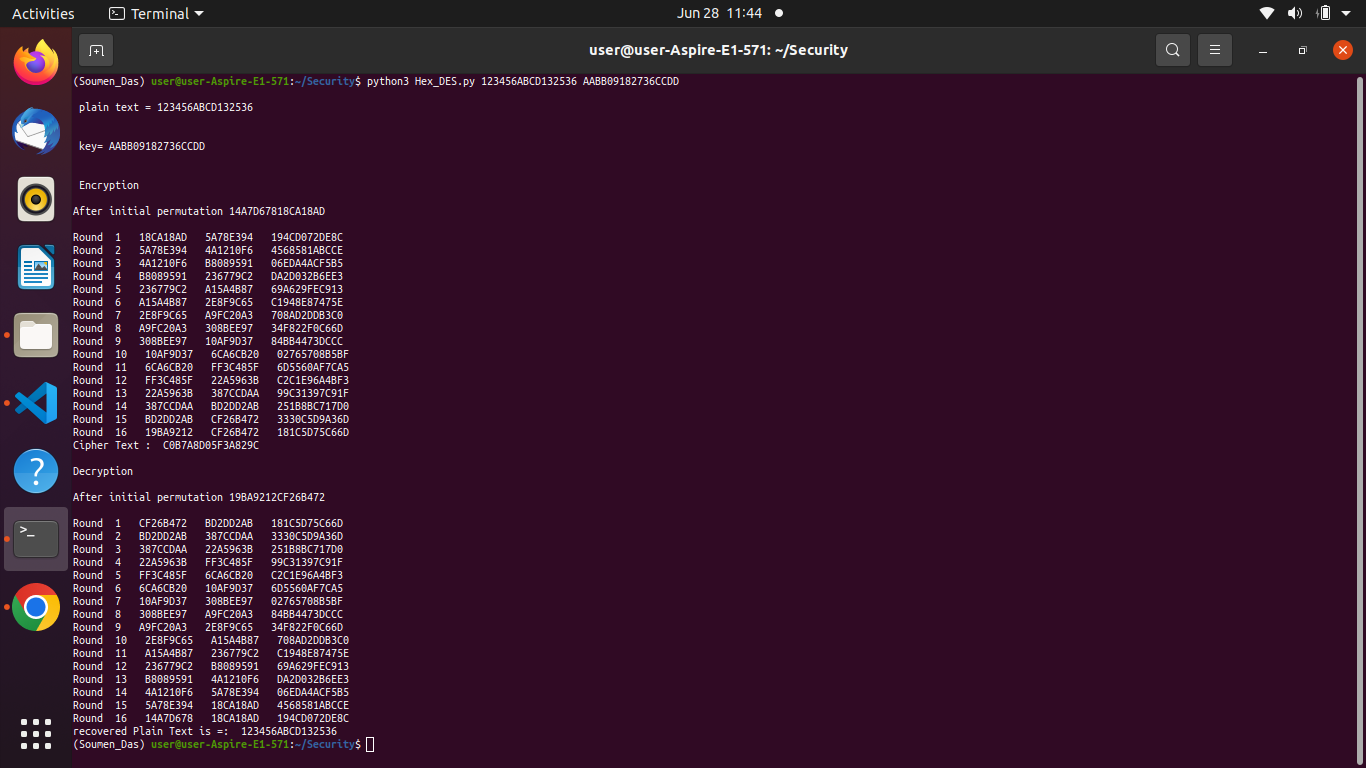 Activities Terminal Jun 28 11:44
user@user-Aspire-E1-571: ~/Security
(Soumen_Das) user@user-Aspire-E1-571:~/Security$ python3 Hex_DES.py 123456ABCD132536 AABB09182736CCDD
plain text = 123456ABCD132536
key= AABB09182736CCDD
Encryption
After initial permutation 14A7D67818CA18AD
Round 1 18CA18AD 5A78E394 194CD072DE8C
Round 2 5A78E394 4A1210F6 4568581ABCCE
Round 3 4A1210F6 B8089591 06EDA4ACF5B5
Round 4 B8089591 236779C2 DA2D032B6EE3
Round 5 236779C2 A15A4B87 69A629FEC913
Round 6 A15A4B87 2E8F9C65 C1948E87475E
Round 7 2E8F9C65 A9FC20A3 708AD2DDB3C0
Round 8 A9FC20A3 308BEE97 34F822F0C66D
Round 9 308BEE97 10AF9D37 84BB4473DCCC
Round 10 10AF9D37 6CA6CB20 02765708B5BF
Round 11 6CA6CB20 FF3C485F 6D5560AF7CA5
Round 12 FF3C485F 22A5963B C2C1E96A4BF3
Round 13 22A5963B 387CCDAA 99C31397C91F
Round 14 387CCDAA BD2DD2AB 251B8BC717D0
Round 15 BD2DD2AB CF26B472 3330C5D9A36D
Round 16 19BA9212 CF26B472 181C5D75C66D
Cipher Text : C0B7A8D05F3A829C
Decryption
After initial permutation 19BA9212CF26B472
Round 1 CF26B472 BD2DD2AB 181C5D75C66D
Round 2 BD2DD2AB 387CCDAA 3330C5D9A36D
Round 3 387CCDAA 22A5963B 251B8BC717D0
Round 4 22A5963B FF3C485F 99C31397C91F
Round 5 FF3C485F 6CA6CB20 C2C1E96A4BF3
Round 6 6CA6CB20 10AF9D37 6D5560AF7CA5
Round 7 10AF9D37 308BEE97 02765708B5BF
Round 8 308BEE97 A9FC20A3 84BB4473DCCC
Round 9 A9FC20A3 2E8F9C65 34F822F0C66D
Round 10 2E8F9C65 A15A4B87 708AD2DDB3C0
Round 11 A15A4B87 236779C2 C1948E87475E
Round 12 236779C2 B8089591 69A629FEC913
Round 13 B8089591 4A1210F6 DA2D032B6EE3
Round 14 4A1210F6 5A78E394 06EDA4ACF5B5
Round 15 5A78E394 18CA18AD 4568581ABCCE
Round 16 14A7D678 18CA18AD 194CD072DE8C
recovered Plain Text is =: 123456ABCD132536
(Soumen_Das) user@user-Aspire-E1-571:~/Security$